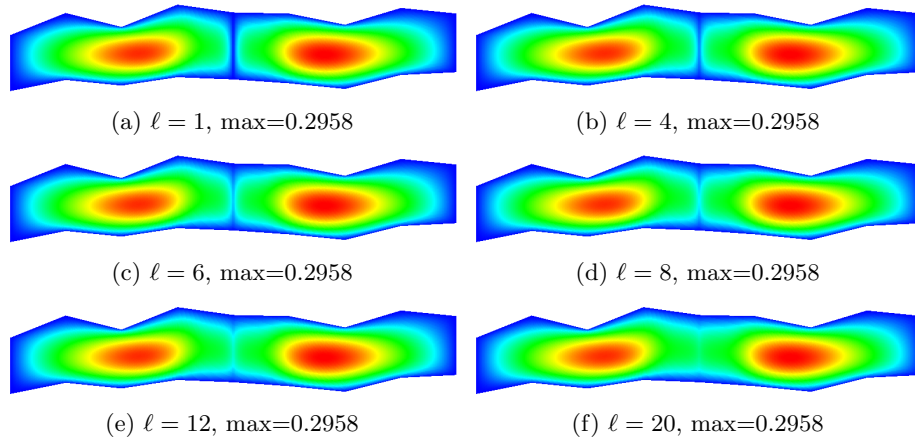 (a) ℓ = 1, max=0.2958
(b) ℓ = 4, max=0.2958
(c) ℓ = 6, max=0.2958
(d) ℓ = 8, max=0.2958
(e) ℓ = 12, max=0.2958
(f) ℓ = 20, max=0.2958